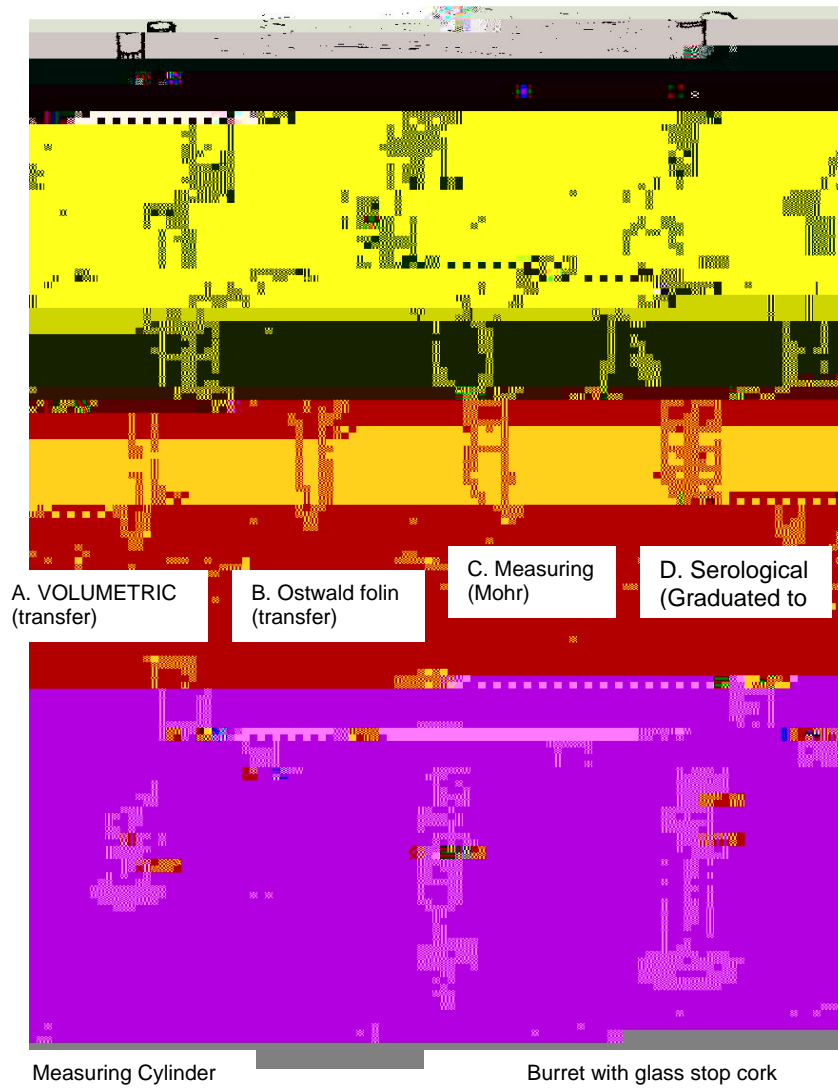 A. VOLUMETRIC
(transfer)
B. Ostwald folin
(transfer)
C. Measuring
(Mohr)
D. Serological
(Graduated to
Measuring Cylinder
Burret with glass stop cork